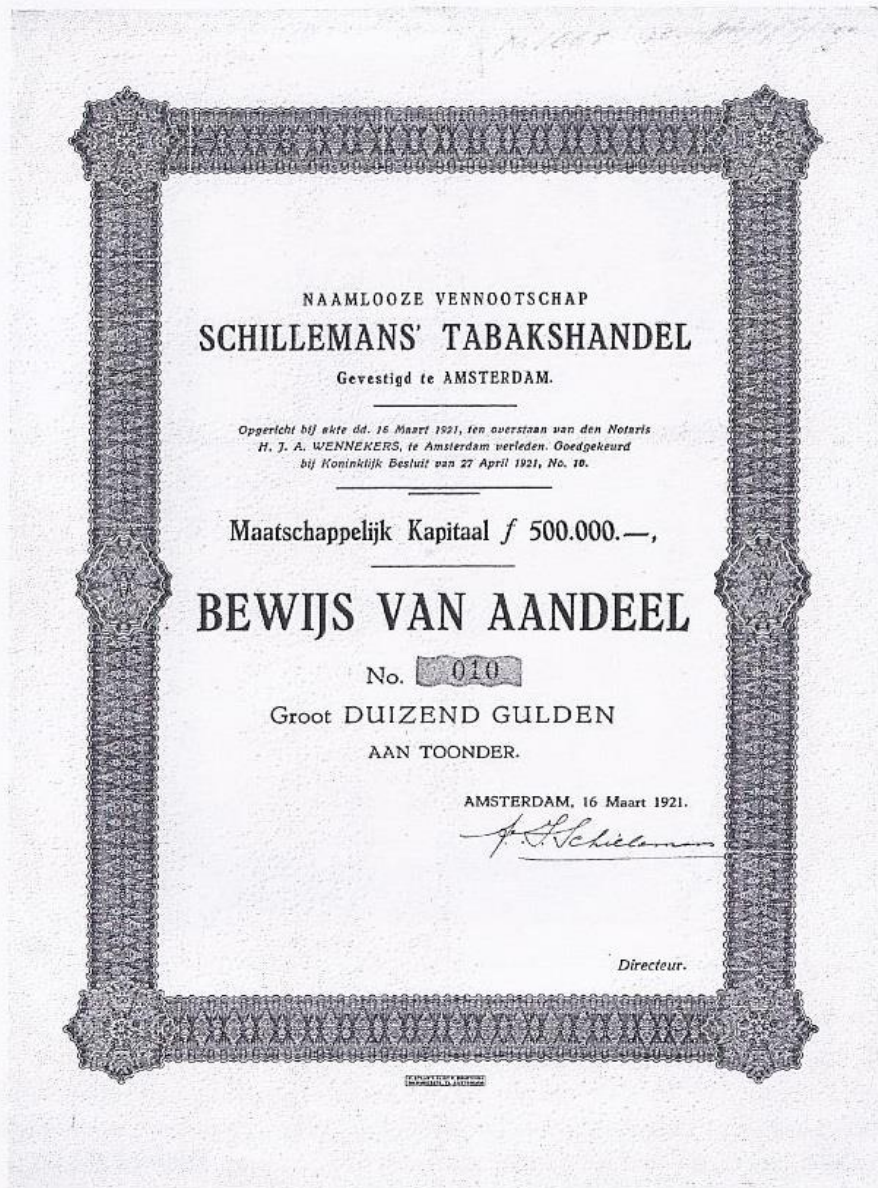 NAAMLOOZE VENNOOTSCHAP
SCHILLEMANS' TABAKSHANDEL
Gevestigd te AMSTERDAM.
Opgericht bij akte dd. 16 Maart 1921, ten overstaan van den Notaris
H. J. A. WENNEKERS, te Amsterdam verleden. Goedgekeurd
bij Koninklijk Besluit van 27 April 1921, No. 10.
Maatschappelijk Kapitaal ƒ 500.000.—,
BEWIJS VAN AANDEEL
No. 010
Groot DUIZEND GULDEN
AAN TOONDER.
AMSTERDAM, 16 Maart 1921.
Schillemans
Directeur.